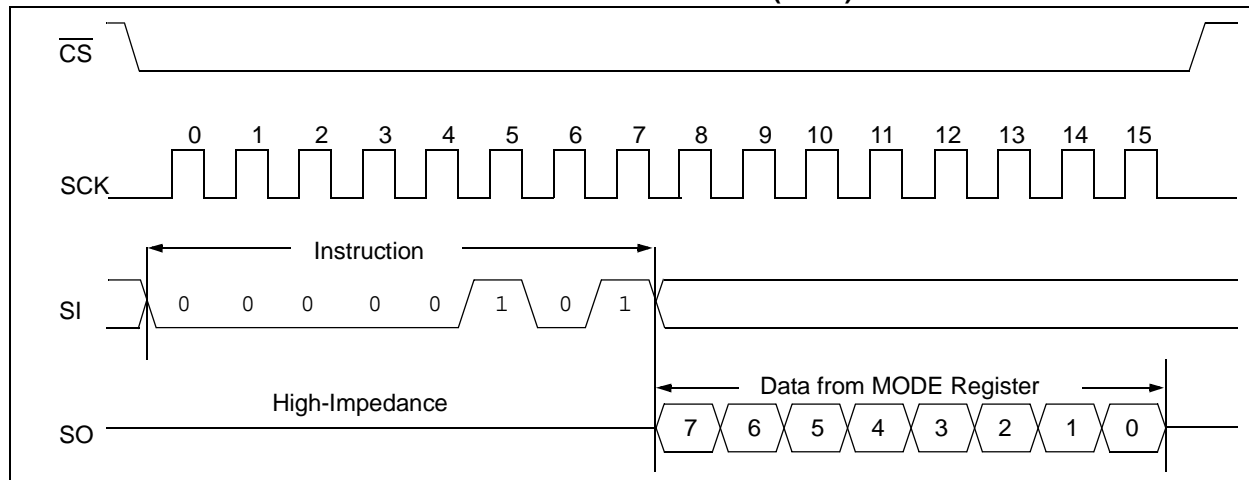 CS
0 1 2 3 4 5 6 7 8 9 10 11 12 13 14 15
SCK
Instruction
SI 0 0 0 0 0 1 0 1
Data from MODE Register
High-Impedance
SO 7 6 5 4 3 2 1 0